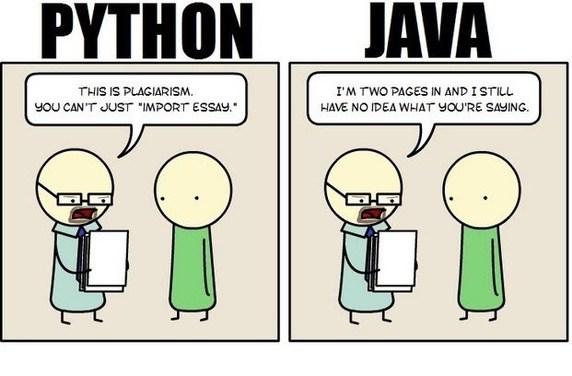 PYTHON
THIS IS PLAGIARISM.
YOU CAN'T JUST "IMPORT ESSAY."
JAVA
I'M TWO PAGES IN AND I STILL
HAVE NO IDEA WHAT YOU'RE SAYING.